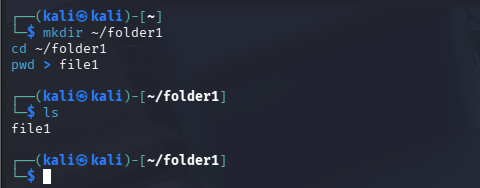 ┌──(kali㉿kali)-[~]
└─$ mkdir ~/folder1
cd ~/folder1
pwd > file1
┌──(kali㉿kali)-[~/folder1]
└─$ ls
file1
┌──(kali㉿kali)-[~/folder1]
└─$